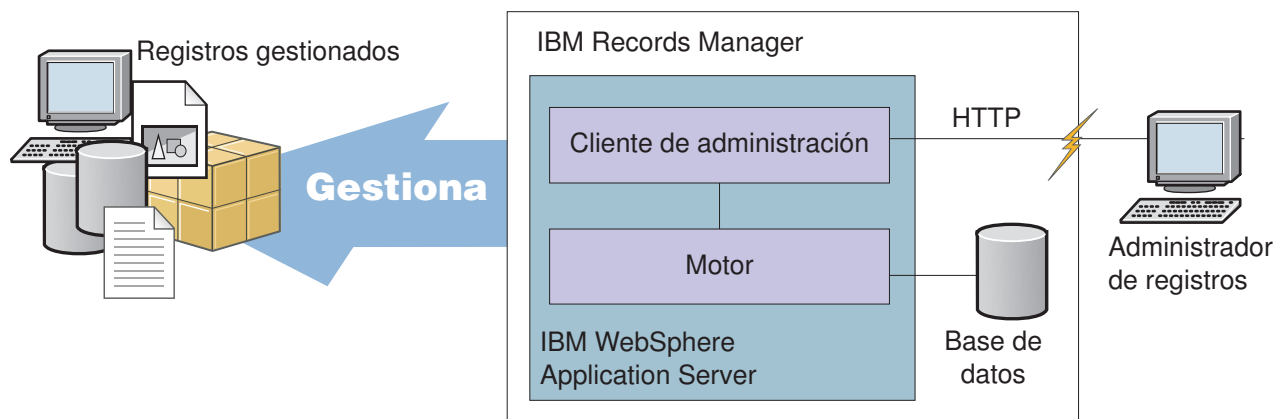 Registros gestionados
IBM Records Manager
Cliente de administración
HTTP
Gestiona
Motor
Administrador
de registros
IBM WebSphere
Application Server
Base de
datos